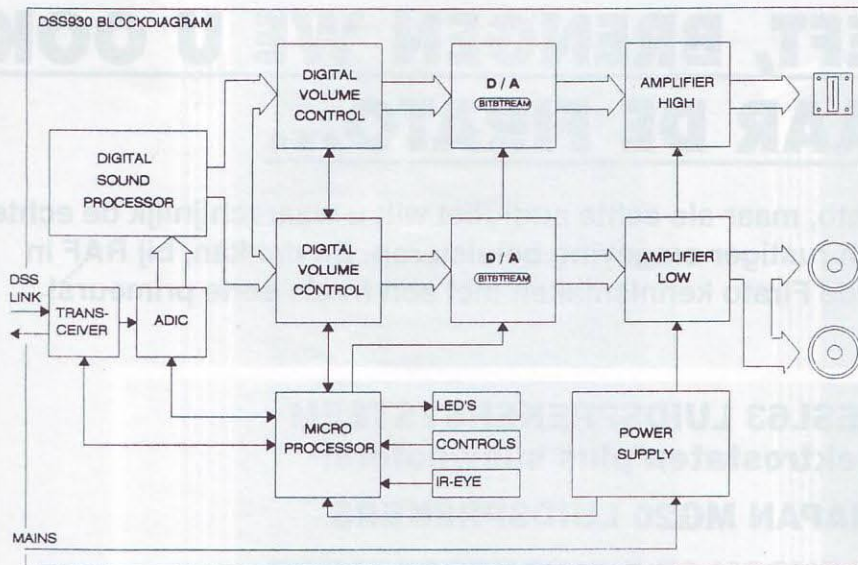 DSS930 BLOCKDIAGRAM
DIGITAL
VOLUME
CONTROL
D / A
BITSTREAM
AMPLIFIER
HIGH
DIGITAL
SOUND
PROCESSOR
DIGITAL
VOLUME
CONTROL
D / A
BITSTREAM
AMPLIFIER
LOW
DSS
LINK
TRANS-
CEIVER
ADIC
MICRO
PROCESSOR
LED'S
CONTROLS
IR-EYE
POWER
SUPPLY
MAINS